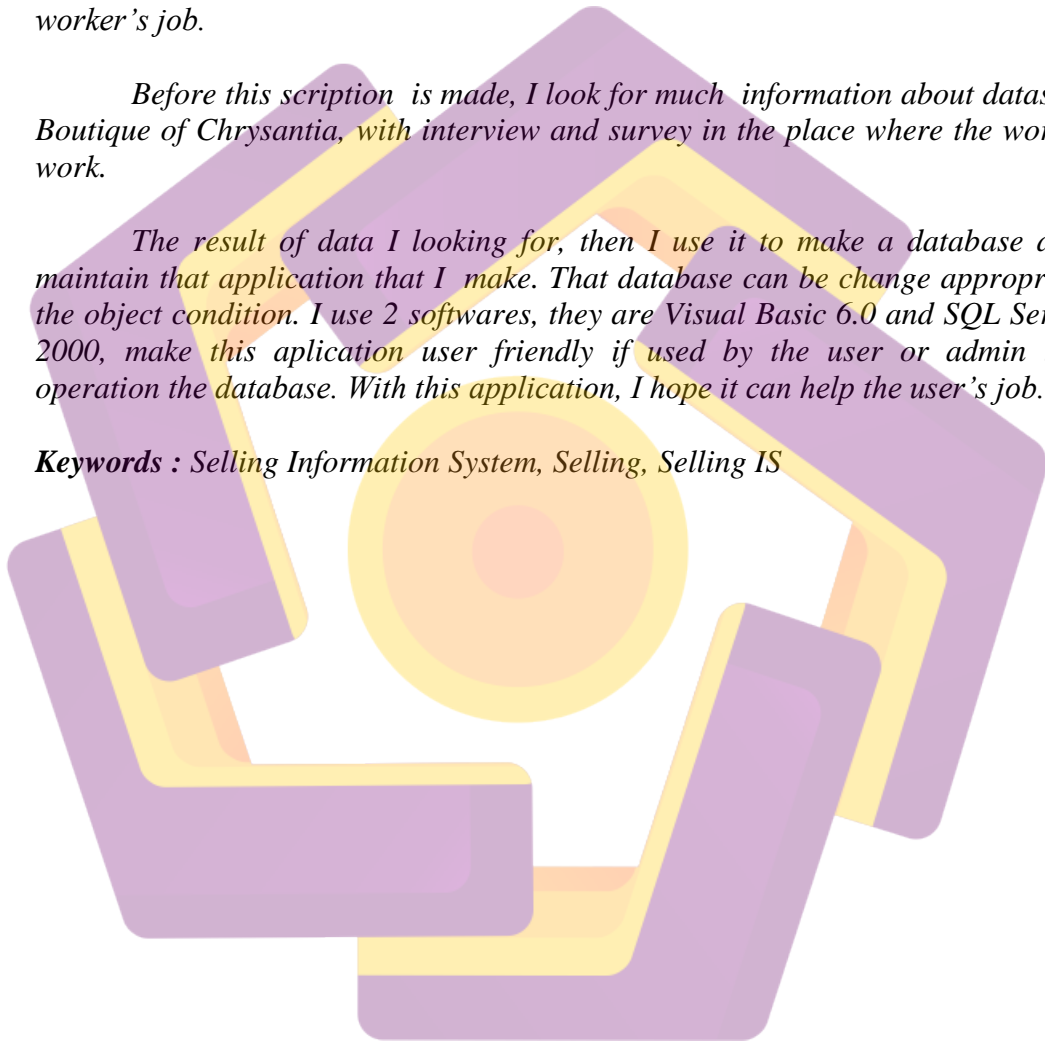 worker’s job.
Before this scription is made, I look for much information about
Boutique of Chrysantia, with interview and survey in the place where the
work.
The result of data I looking for, then I use it to make a database
maintain that application that I make. That database can be change
the object condition. I use 2 softwares, they are Visual Basic 6.0 and SQL
2000, make this aplication user friendly if used by the user or admin
operation the database. With this application, I hope it can help the user’s job.
Keywords : Selling Information System, Selling, Selling IS